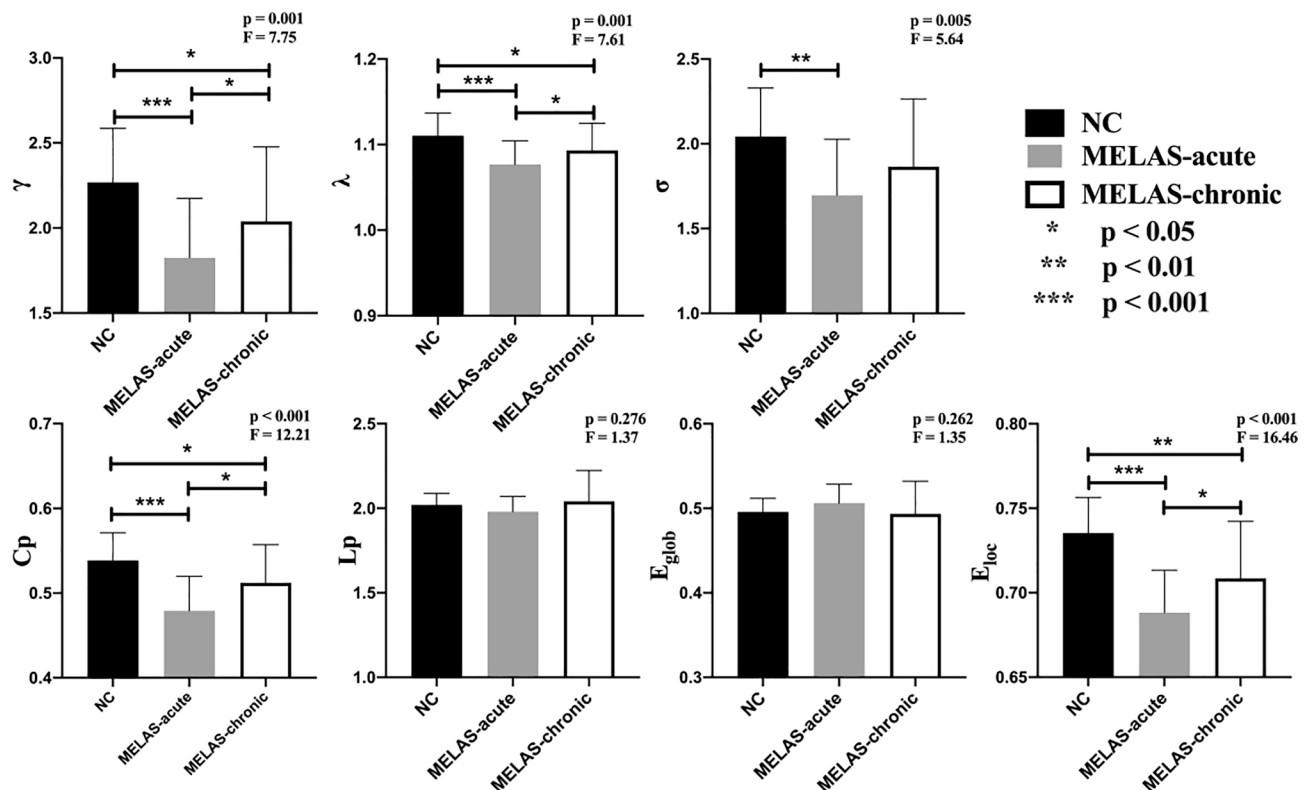 p = 0.001
F = 7.75
3.0
2.5
2.0
1.5
γ
*
***
*
NC
MELAS-acute
MELAS-chronic
p = 0.001
F = 7.61
1.2
1.1
1.0
0.9
λ
*
***
*
NC
MELAS-acute
MELAS-chronic
p = 0.005
F = 5.64
2.5
2.0
1.5
1.0
σ
**
NC
MELAS-acute
MELAS-chronic
NC
MELAS-acute
MELAS-chronic
* p < 0.05
** p < 0.01
*** p < 0.001
p < 0.001
F = 12.21
0.7
0.6
0.5
0.4
Cp
*
*
***
NC
MELAS-acute
MELAS-chronic
p = 0.276
F = 1.37
2.5
2.0
1.5
1.0
Lp
NC
MELAS-acute
MELAS-chronic
p = 0.262
F = 1.35
0.6
0.5
0.4
0.3
Eglob
NC
MELAS-acute
MELAS-chronic
p < 0.001
F = 16.46
0.80
0.75
0.70
0.65
Eloc
**
***
*
NC
MELAS-acute
MELAS-chronic